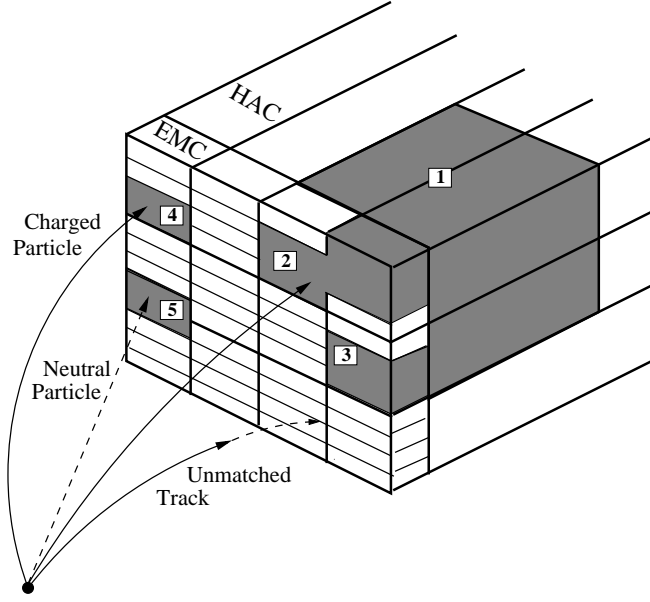 HAC
EMC
1
4
2
Charged
Particle
5
3
Neutral
Particle
Unmatched
Track